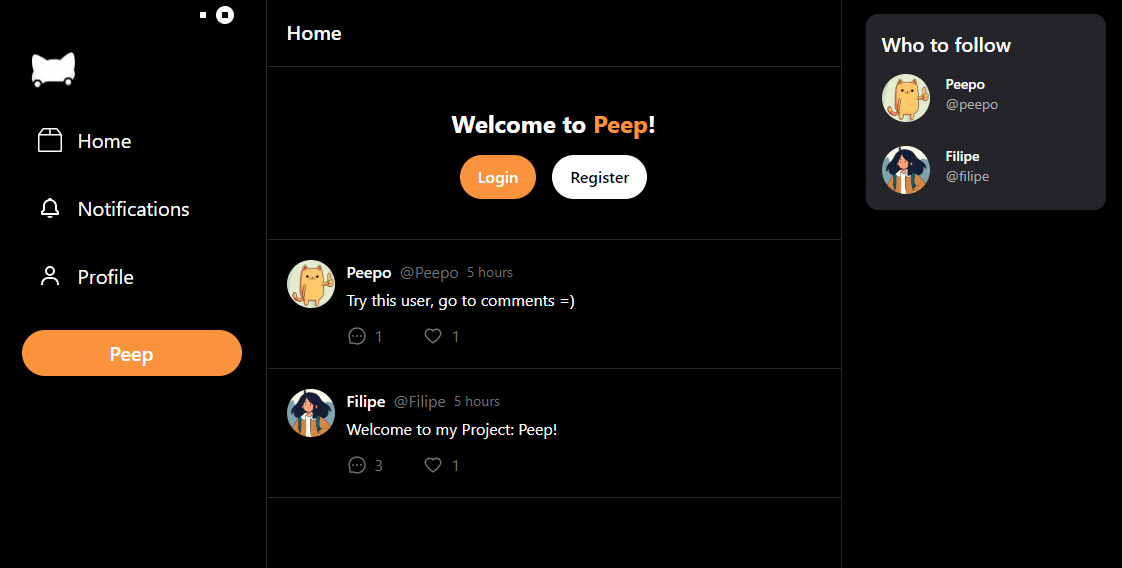 Home
Notifications
Profile
Peep
Home
Welcome to Peep!
Login
Register
Peepo @Peepo 5 hours
Try this user, go to comments =)
1 1
Filipe @Filipe 5 hours
Welcome to my Project: Peep!
3 1
Who to follow
Peepo
@peepo
Filipe
@filipe